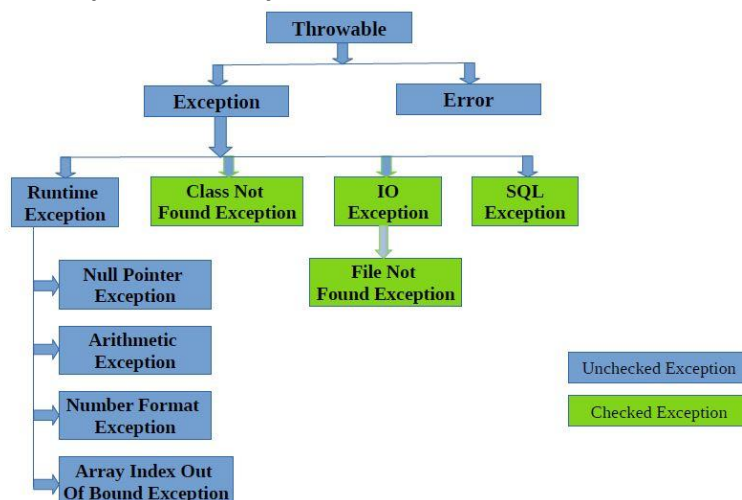 Throwable
Exception
Error
Runtime
Exception
Class Not
Found Exception
IO
Exception
SQL
Exception
File Not
Found Exception
Null Pointer
Exception
Arithmetic
Exception
Number Format
Exception
Array Index Out
Of Bound Exception
Unchecked Exception
Checked Exception